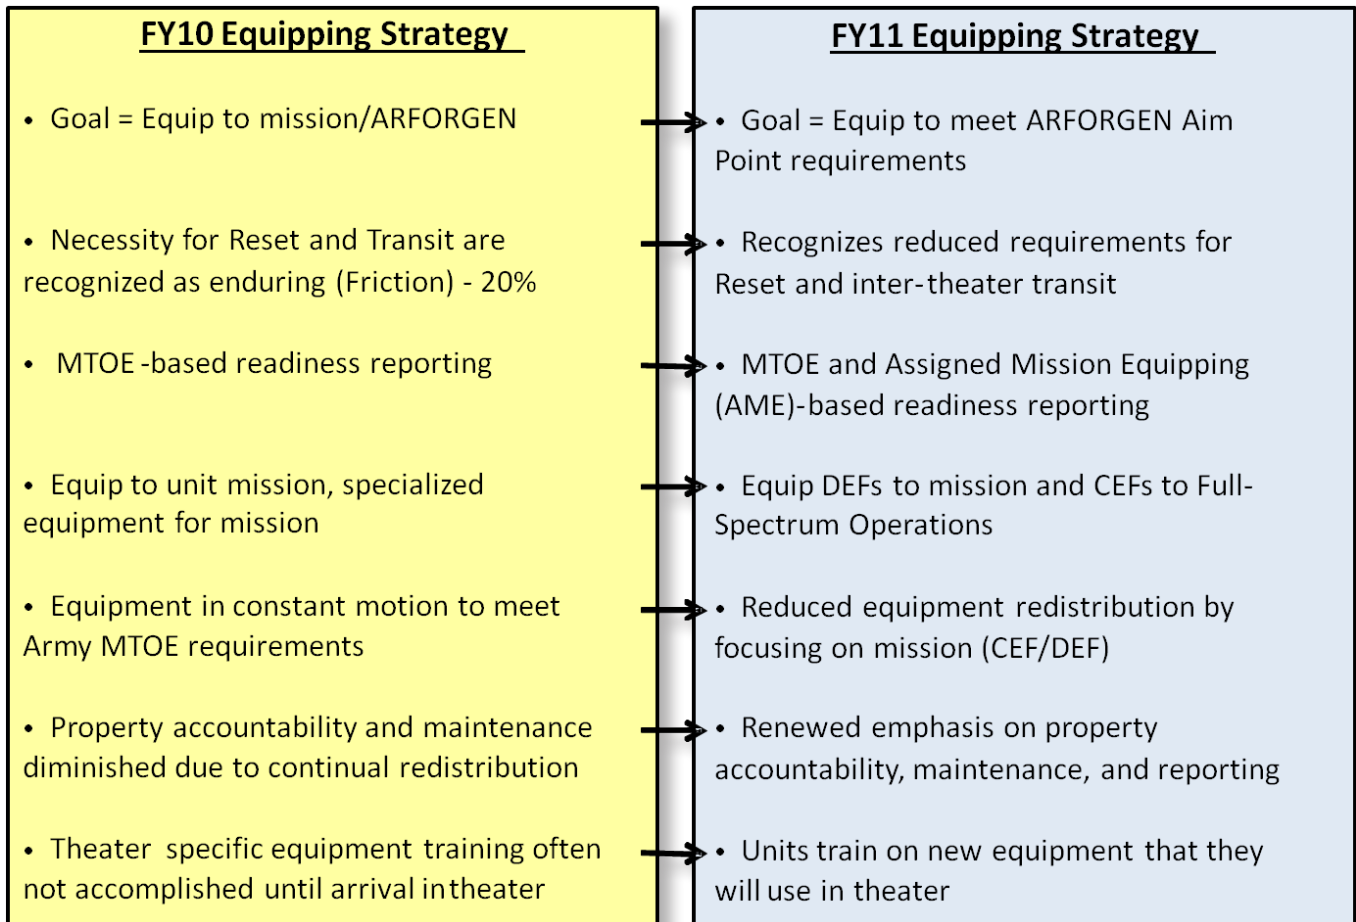 FY10 Equipping Strategy
• Goal = Equip to mission/ARFORGEN
• Necessity for Reset and Transit are
recognized as enduring (Friction) - 20%
• MTOE-based readiness reporting
• Equip to unit mission, specialized
equipment for mission
• Equipment in constant motion to meet
Army MTOE requirements
• Property accountability and maintenance
diminished due to continual redistribution
• Theater specific equipment training often
not accomplished until arrival in theater
FY11 Equipping Strategy
• Goal = Equip to meet ARFORGEN Aim
Point requirements
• Recognizes reduced requirements for
Reset and inter-theater transit
• MTOE and Assigned Mission Equipping
(AME)-based readiness reporting
• Equip DEFs to mission and CEFs to Full-
Spectrum Operations
• Reduced equipment redistribution by
focusing on mission (CEF/DEF)
• Renewed emphasis on property
accountability, maintenance, and reporting
• Units train on new equipment that they
will use in theater